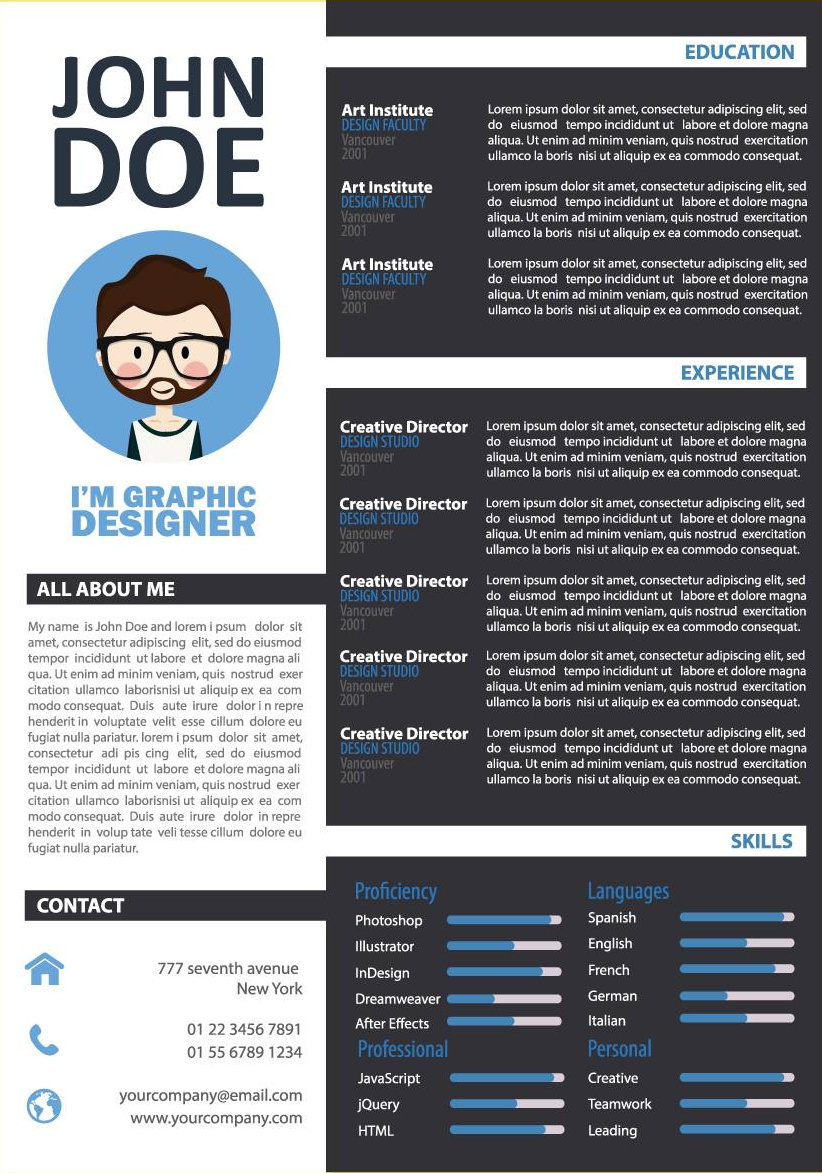 JOHN
DOE
I'M GRAPHIC
DESIGNER
ALL ABOUT ME
My name is John Doe and lorem i psum dolor sit
amet, consectetur adipiscing elit, sed do eiusmod
tempor incididunt ut labore et dolore magna ali
qua. Ut enim ad minim veniam, quis nostrud exer
citation ullamco laborisnisi ut aliquip ex ea com
modo consequat. Duis aute irure dolor i n repre
henderit in voluptate velit esse cillum dolore eu
fugiat nulla pariatur. lorem i psum dolor sit amet,
consectetur adi pis cing elit, sed do eiusmod
tempor incididunt ut labore et dolore magna ali
qua. Ut enim ad minim veniam, quis nostrud exer
citation ullamco laborisnisi ut aliquip ex ea com
modo consequat. Duis aute irure dolor in repre
henderit in volup tate veli tesse cillum dolore eu
fugiat nulla pariatur.
CONTACT
777 seventh avenue
New York
01 22 3456 7891
01 55 6789 1234
yourcompany@email.com
www.yourcompany.com
EDUCATION
Art Institute
DESIGN FACULTY
Vancouver
2001
Lorem ipsum dolor sit amet, consectetur adipiscing elit, sed
do eiusmod tempo incididunt ut labore et dolore magna
aliqua. Ut enim ad minim veniam, quis nostrud exercitation
ullamco la boris nisi ut aliquip ex ea commodo consequat.
Art Institute
DESIGN FACULTY
Vancouver
2001
Lorem ipsum dolor sit amet, consectetur adipiscing elit, sed
do eiusmod tempo incididunt ut labore et dolore magna
aliqua. Ut enim ad minim veniam, quis nostrud exercitation
ullamco la boris nisi ut aliquip ex ea commodo consequat.
Art Institute
DESIGN FACULTY
Vancouver
2001
Lorem ipsum dolor sit amet, consectetur adipiscing elit, sed
do eiusmod tempo incididunt ut labore et dolore magna
aliqua. Ut enim ad minim veniam, quis nostrud exercitation
ullamco la boris nisi ut aliquip ex ea commodo consequat.
EXPERIENCE
Creative Director
DESIGN STUDIO
Vancouver
2001
Lorem ipsum dolor sit amet, consectetur adipiscing elit, sed
do eiusmod tempo incididunt ut labore et dolore magna
aliqua. Ut enim ad minim veniam, quis nostrud exercitation
ullamco la boris nisi ut aliquip ex ea commodo consequat.
Creative Director
DESIGN STUDIO
Vancouver
2001
Lorem ipsum dolor sit amet, consectetur adipiscing elit, sed
do eiusmod tempo incididunt ut labore et dolore magna
aliqua. Ut enim ad minim veniam, quis nostrud exercitation
ullamco la boris nisi ut aliquip ex ea commodo consequat.
Creative Director
DESIGN STUDIO
Vancouver
2001
Lorem ipsum dolor sit amet, consectetur adipiscing elit, sed
do eiusmod tempo incididunt ut labore et dolore magna
aliqua. Ut enim ad minim veniam, quis nostrud exercitation
ullamco la boris nisi ut aliquip ex ea commodo consequat.
Creative Director
DESIGN STUDIO
Vancouver
2001
Lorem ipsum dolor sit amet, consectetur adipiscing elit, sed
do eiusmod tempo incididunt ut labore et dolore magna
aliqua. Ut enim ad minim veniam, quis nostrud exercitation
ullamco la boris nisi ut aliquip ex ea commodo consequat.
Creative Director
DESIGN STUDIO
Vancouver
2001
Lorem ipsum dolor sit amet, consectetur adipiscing elit, sed
do eiusmod tempo incididunt ut labore et dolore magna
aliqua. Ut enim ad minim veniam, quis nostrud exercitation
ullamco la boris nisi ut aliquip ex ea commodo consequat.
SKILLS
Proficiency
Photoshop
Illustrator
InDesign
Dreamweaver
After Effects
Languages
Spanish
English
French
German
Italian
Professional
JavaScript
jQuery
HTML
Personal
Creative
Teamwork
Leading